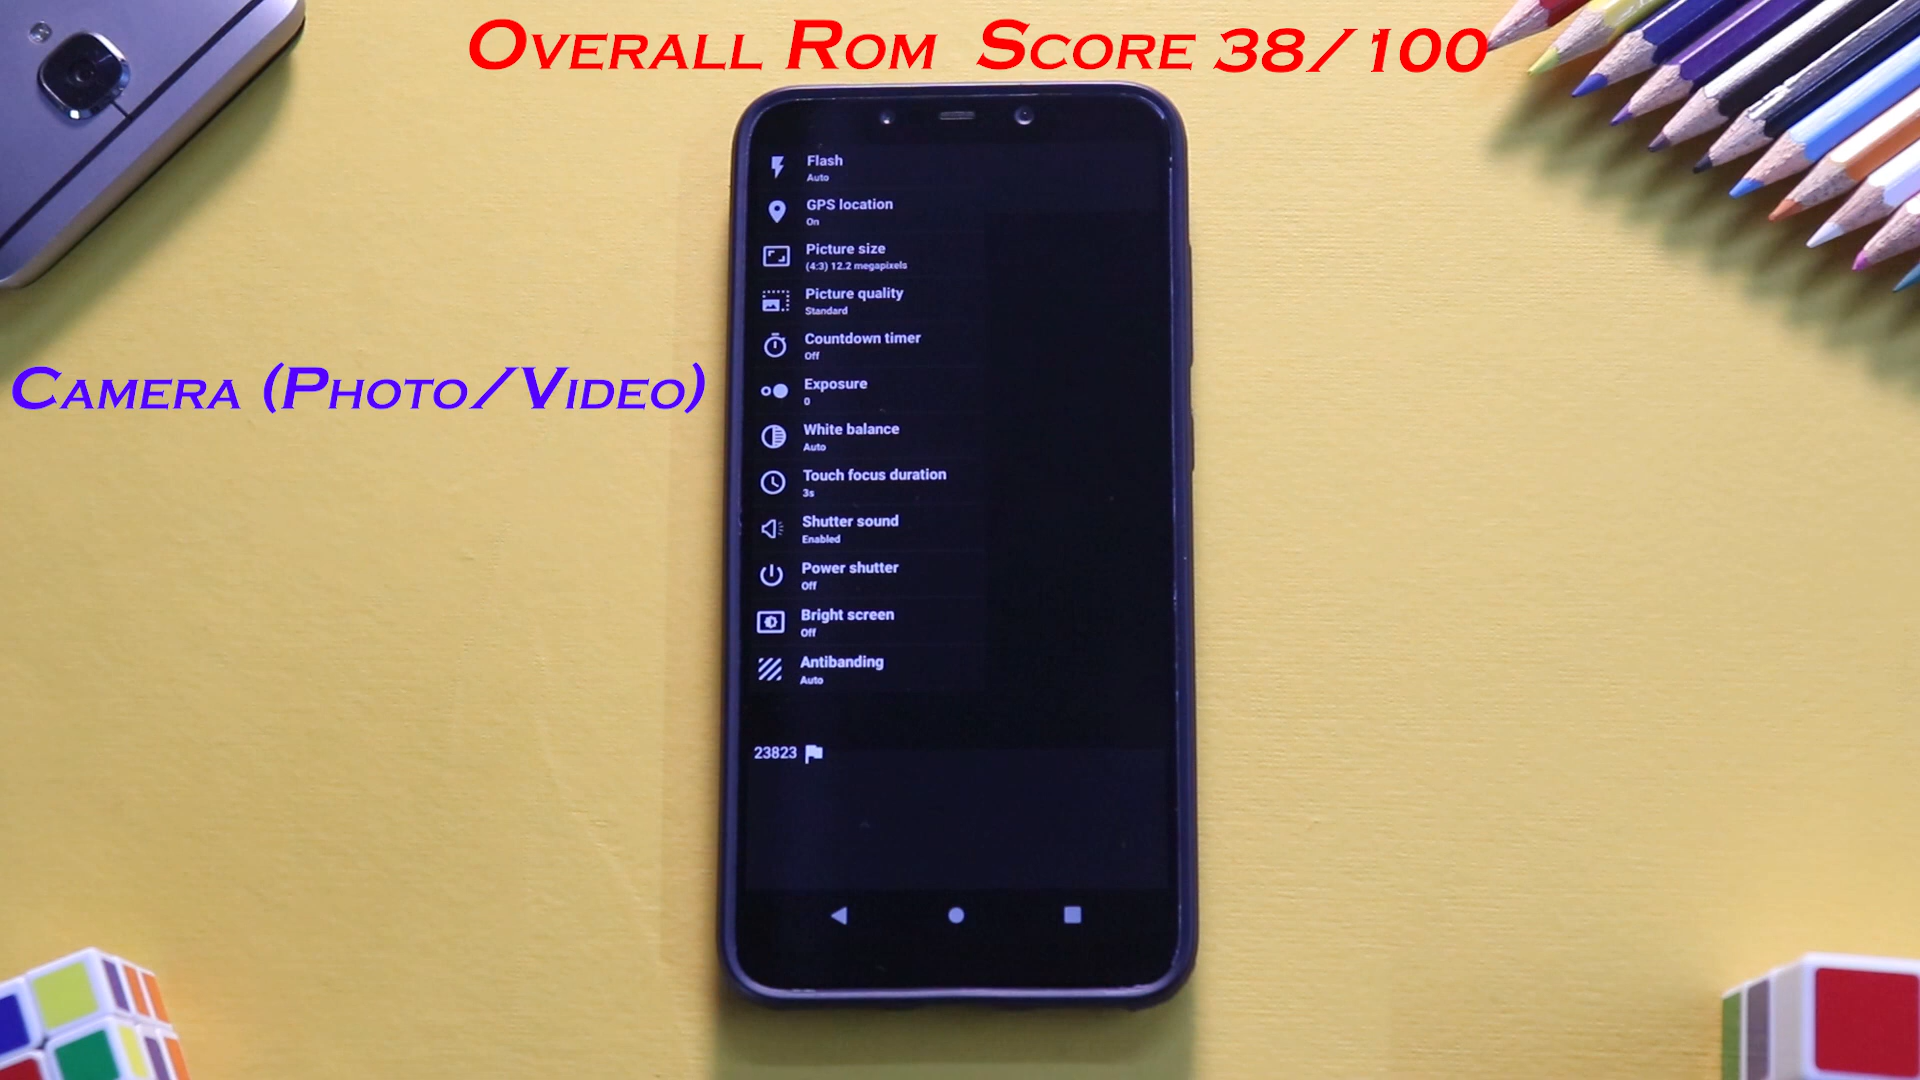 Overall Rom Score 38/100
Camera (Photo/Video)
Flash
Auto
GPS location
On
Picture size
(4:3) 12.2 megapixels
Picture quality
Standard
Countdown timer
Off
Exposure
0
White balance
Auto
Touch focus duration
3s
Shutter sound
Enabled
Power shutter
Off
Bright screen
Off
Antibanding
Auto
23823